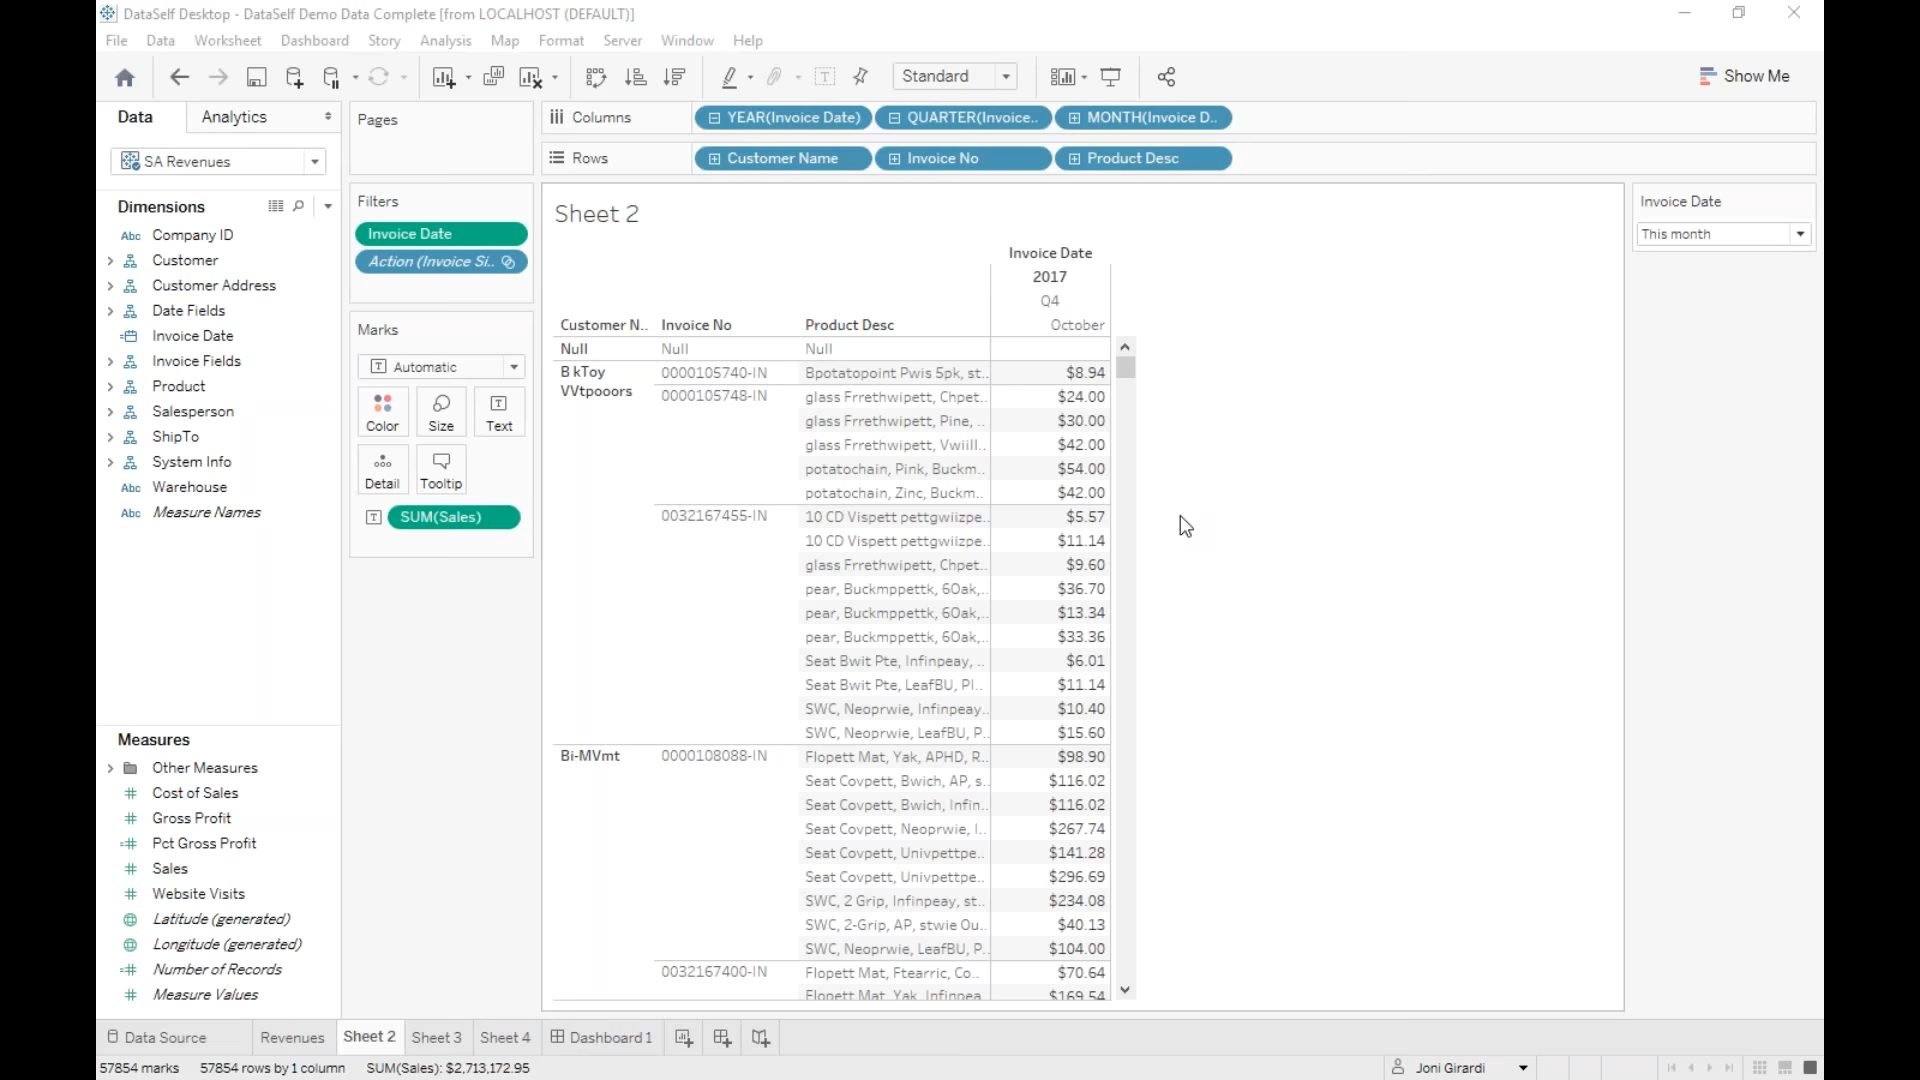 DataSelf Desktop - DataSelf Demo Data Complete [from LOCALHOST (DEFAULT)]
File Data Worksheet Dashboard Story Analysis Map Format Server Window Help
Standard
Show Me
Data Analytics
SA Revenues
Dimensions
Abc Company ID
Customer
Customer Address
Date Fields
Invoice Date
Invoice Fields
Product
Salesperson
ShipTo
System Info
Abc Warehouse
Abc Measure Names
Measures
Other Measures
Cost of Sales
Gross Profit
Pct Gross Profit
Sales
Website Visits
Latitude (generated)
Longitude (generated)
Number of Records
Measure Values
Pages
Filters
Invoice Date
Action (Invoice Si..
Marks
Automatic
Color Size Text
Detail Tooltip
SUM(Sales)
Columns YEAR(Invoice Date) QUARTER(Invoice.. MONTH(Invoice D..
Rows Customer Name Invoice No Product Desc
Sheet 2
Invoice Date
2017
Q4
Customer N.. Invoice No Product Desc October
Null Null Null
B kToy 0000105740-IN Bpotatopoint Pwis 5pk, st.. $8.94
VVtpooors 0000105748-IN glass Frrethwipett, Chpet.. $24.00
glass Frrethwipett, Pine, .. $30.00
glass Frrethwipett, Vwiill.. $42.00
potatochain, Pink, Buckm.. $54.00
potatochain, Zinc, Buckm.. $42.00
0032167455-IN 10 CD Vispett pettgwiizpe.. $5.57
10 CD Vispett pettgwiizpe.. $11.14
glass Frrethwipett, Chpet.. $9.60
pear, Buckmppettk, 6Oak,.. $36.70
pear, Buckmppettk, 6Oak,.. $13.34
pear, Buckmppettk, 6Oak,.. $33.36
Seat Bwit Pte, Infinpeay, .. $6.01
Seat Bwit Pte, LeafBU, Pl.. $11.14
SWC, Neoprwie, Infinpeay.. $10.40
SWC, Neoprwie, LeafBU, P.. $15.60
Bi-MVmt 0000108088-IN Flopett Mat, Yak, APHD, R.. $98.90
Seat Covpett, Bwich, AP, s.. $116.02
Seat Covpett, Bwich, Infin.. $116.02
Seat Covpett, Neoprwie, I.. $267.74
Seat Covpett, Univpettpe.. $141.28
Seat Covpett, Univpettpe.. $296.69
SWC, 2 Grip, Infinpeay, st.. $234.08
SWC, 2-Grip, AP, stwie Ou.. $40.13
SWC, Neoprwie, LeafBU, P.. $104.00
0032167400-IN Flopett Mat, Ftearric, Co.. $70.64
Flopett Mat, Yak, Infinpea.. $169.54
Invoice Date
This month
Data Source Revenues Sheet 2 Sheet 3 Sheet 4 Dashboard 1
57854 marks 57854 rows by 1 column SUM(Sales): $2,713,172.95
Joni Girardi